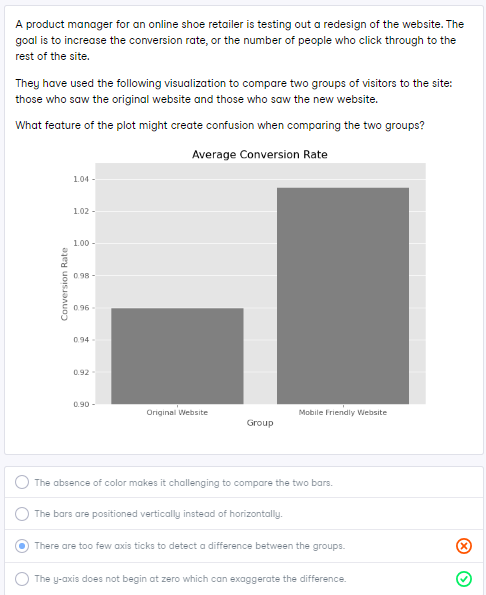 A product manager for an online shoe retailer is testing out a redesign of the website. The
goal is to increase the conversion rate, or the number of people who click through to the
rest of the site.
They have used the following visualization to compare two groups of visitors to the site:
those who saw the original website and those who saw the new website.
What feature of the plot might create confusion when comparing the two groups?
Average Conversion Rate
1.04
1.02
1.00
0.98
0.96
0.94
0.92
0.90
Conversion Rate
Original Website
Mobile Friendly Website
Group
The absence of color makes it challenging to compare the two bars.
The bars are positioned vertically instead of horizontally.
There are too few axis ticks to detect a difference between the groups.
The y-axis does not begin at zero which can exaggerate the difference.